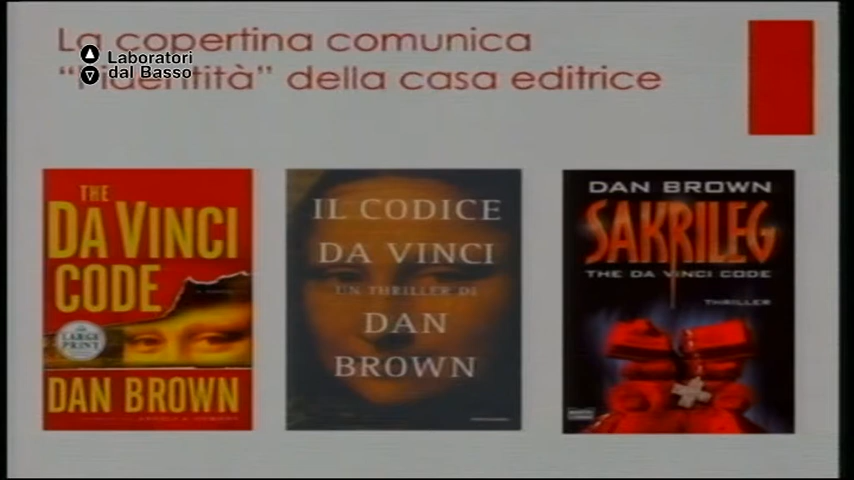 La copertina comunica
“l’identità” della casa editrice
Laboratori
dal Basso
THE
DA VINCI
CODE
LARGE
PRINT
DAN BROWN
IL CODICE
DA VINCI
UN THRILLER DI
DAN
BROWN
DAN BROWN
SAKRILEG
THE DA VINCI CODE
THRILLER